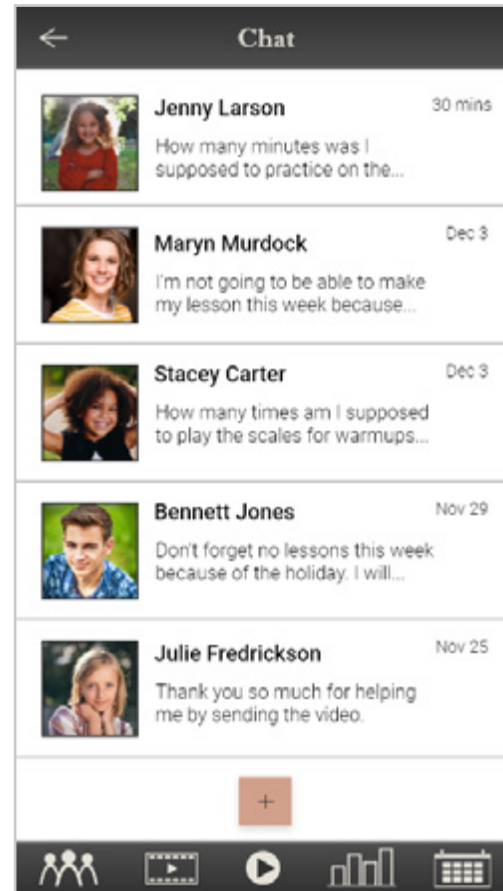 Chat
Jenny Larson
30 mins
How many minutes was I
supposed to practice on the...
Maryn Murdock
Dec 3
I'm not going to be able to make
my lesson this week because...
Stacey Carter
Dec 3
How many times am I supposed
to play the scales for warmups...
Bennett Jones
Nov 29
Don't forget no lessons this week
because of the holiday. I will...
Julie Fredrickson
Nov 25
Thank you so much for helping
me by sending the video.
+